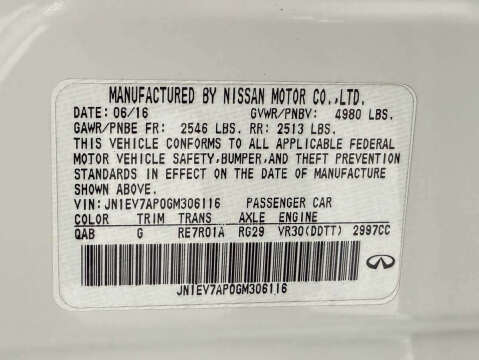 MANUFACTURED BY NISSAN MOTOR CO.,LTD.
DATE: 06/16 GVWR/PNBV: 4980 LBS.
GAWR/PNBE FR: 2546 LBS. RR: 2513 LBS.
THIS VEHICLE CONFORMS TO ALL APPLICABLE FEDERAL
MOTOR VEHICLE SAFETY, BUMPER, AND THEFT PREVENTION
STANDARDS IN EFFECT ON THE DATE OF MANUFACTURE
SHOWN ABOVE.
VIN: JN1EV7AP0GM306116 PASSENGER CAR
COLOR TRIM TRANS AXLE ENGINE
QAB G RE7R01A RG29 VR30(DDTT) 2997CC
JN1EV7AP0GM306116